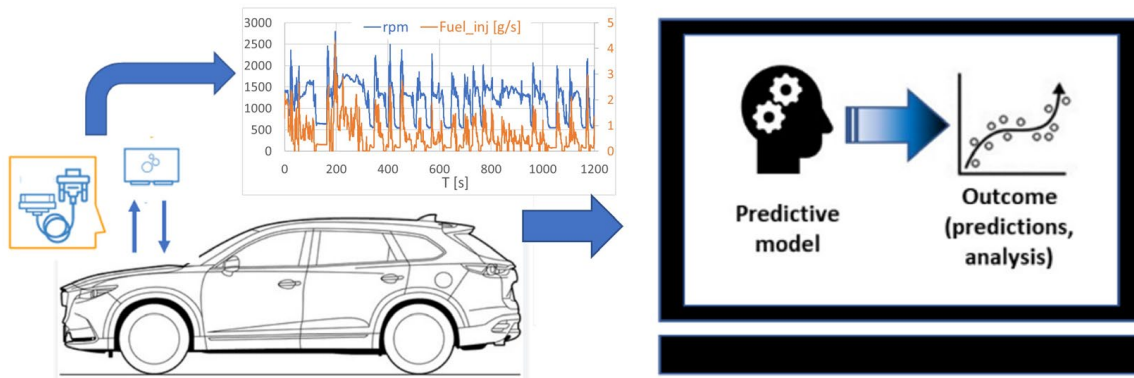 rpm Fuel_inj [g/s]
3000 5
2500 4
2000 3
1500
1000 2
500 1
0 0
0 200 400 600 800 1000 1200
T [s]
Predictive
model
Outcome
(predictions,
analysis)